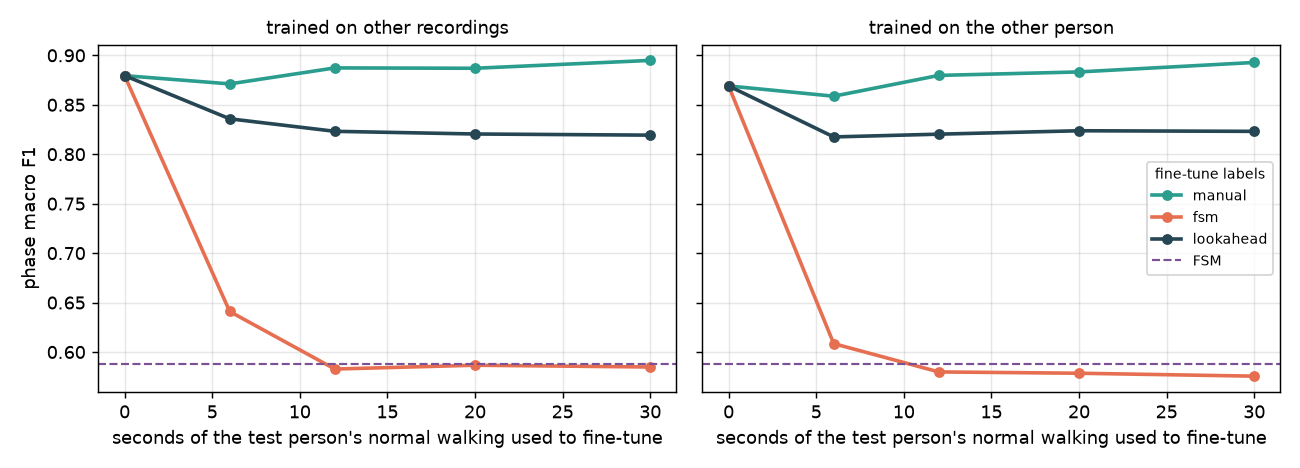 trained on other recordings
trained on the other person
phase macro F1
0.90
0.85
0.80
0.75
0.70
0.65
0.60
0 5 10 15 20 25 30
0 5 10 15 20 25 30
seconds of the test person's normal walking used to fine-tune
seconds of the test person's normal walking used to fine-tune
fine-tune labels
manual
fsm
lookahead
FSM